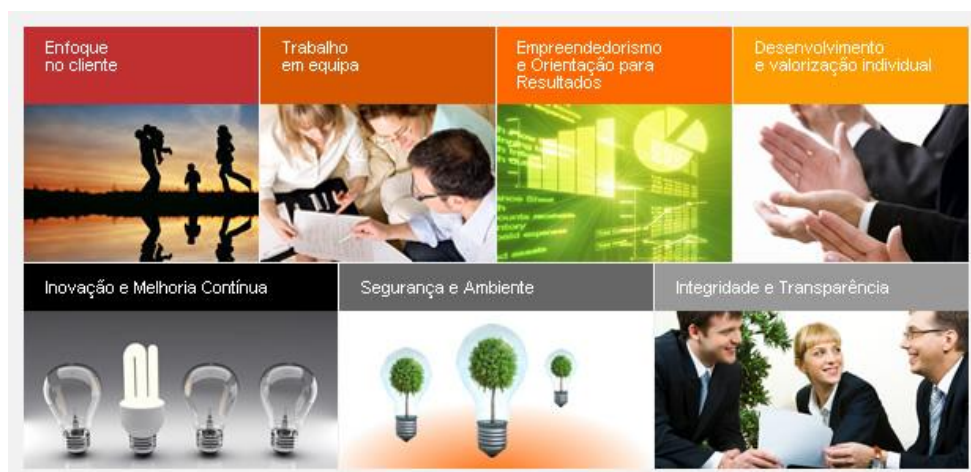 Enfoque
no cliente
Trabalho
em equipa
Empreendedorismo
e Orientação para
Resultados
Desenvolvimento
e valorização individual
Inovação e Melhoria Contínua
Segurança e Ambiente
Integridade e Transparência